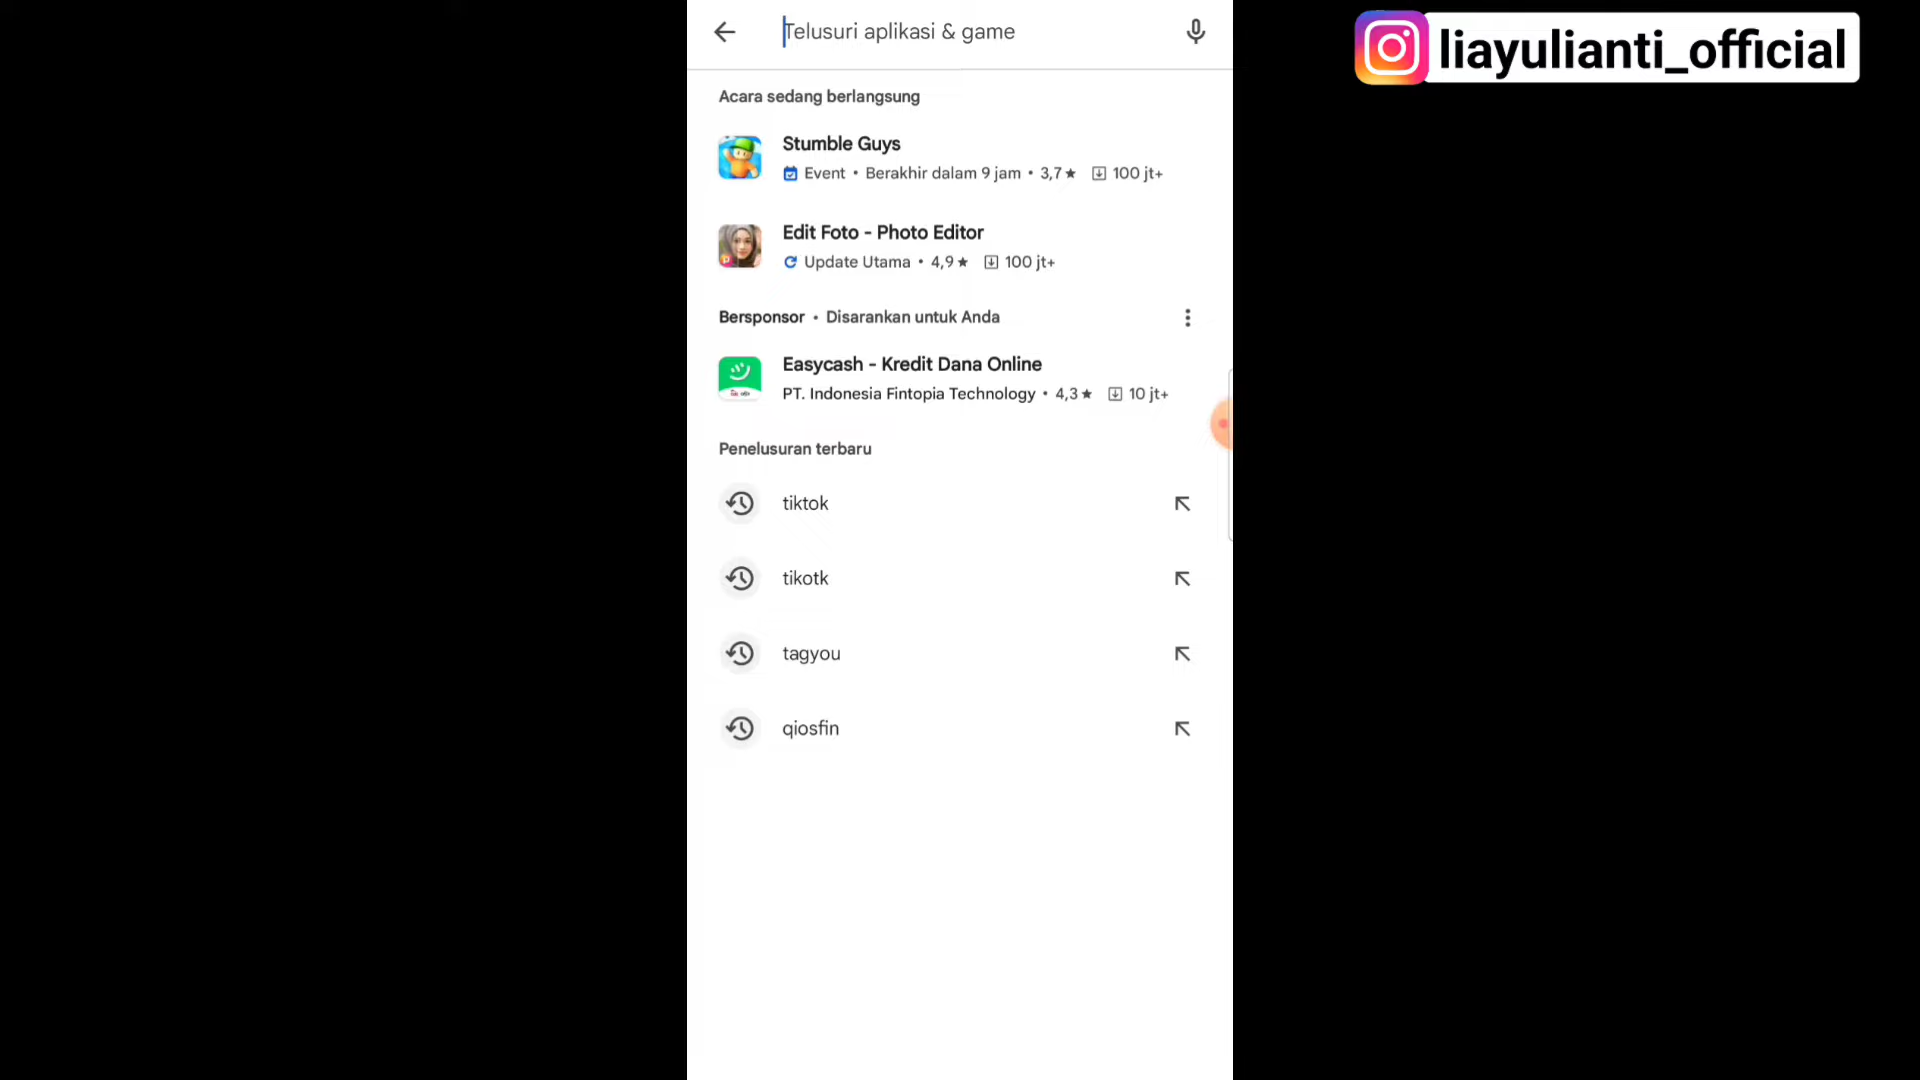 Telusuri aplikasi & game
liayulianti_official
Acara sedang berlangsung
Stumble Guys
Event • Berakhir dalam 9 jam • 3,7★ 100 jt+
Edit Foto - Photo Editor
Update Utama • 4,9★ 100 jt+
Bersponsor • Disarankan untuk Anda
Easycash - Kredit Dana Online
PT. Indonesia Fintopia Technology • 4,3★ 10 jt+
Penelusuran terbaru
tiktok
tikotk
tagyou
qiosfin